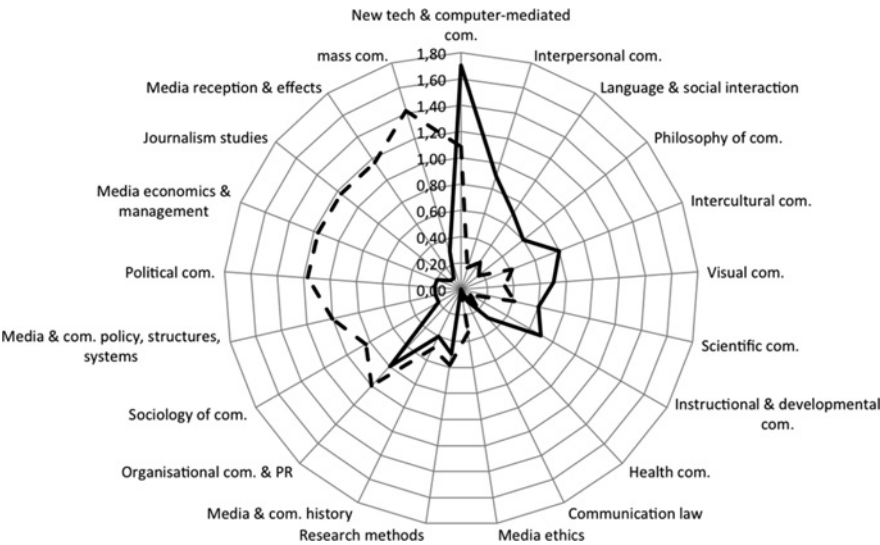 New tech & computer-mediated
com.
mass com.
Interpersonal com.
Media reception & effects
Language & social interaction
Journalism studies
Philosophy of com.
Media economics &
management
Intercultural com.
Political com.
Visual com.
Media & com. policy, structures,
systems
Scientific com.
Sociology of com.
Instructional & developmental
com.
Organisational com. & PR
Health com.
Media & com. history
Communication law
Research methods
Media ethics
1,80
1,60
1,40
1,20
1,00
0,80
0,60
0,40
0,20
0,00